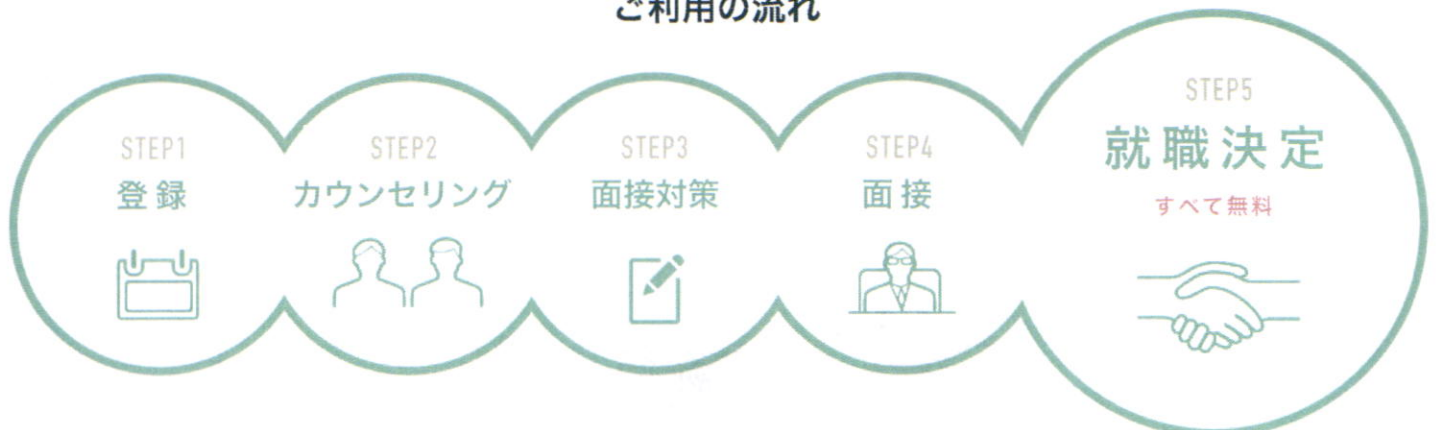 ご利用の流れ
STEP1
登録
STEP2
カウンセリング
STEP3
面接対策
STEP4
面接
STEP5
就職決定
すべて無料